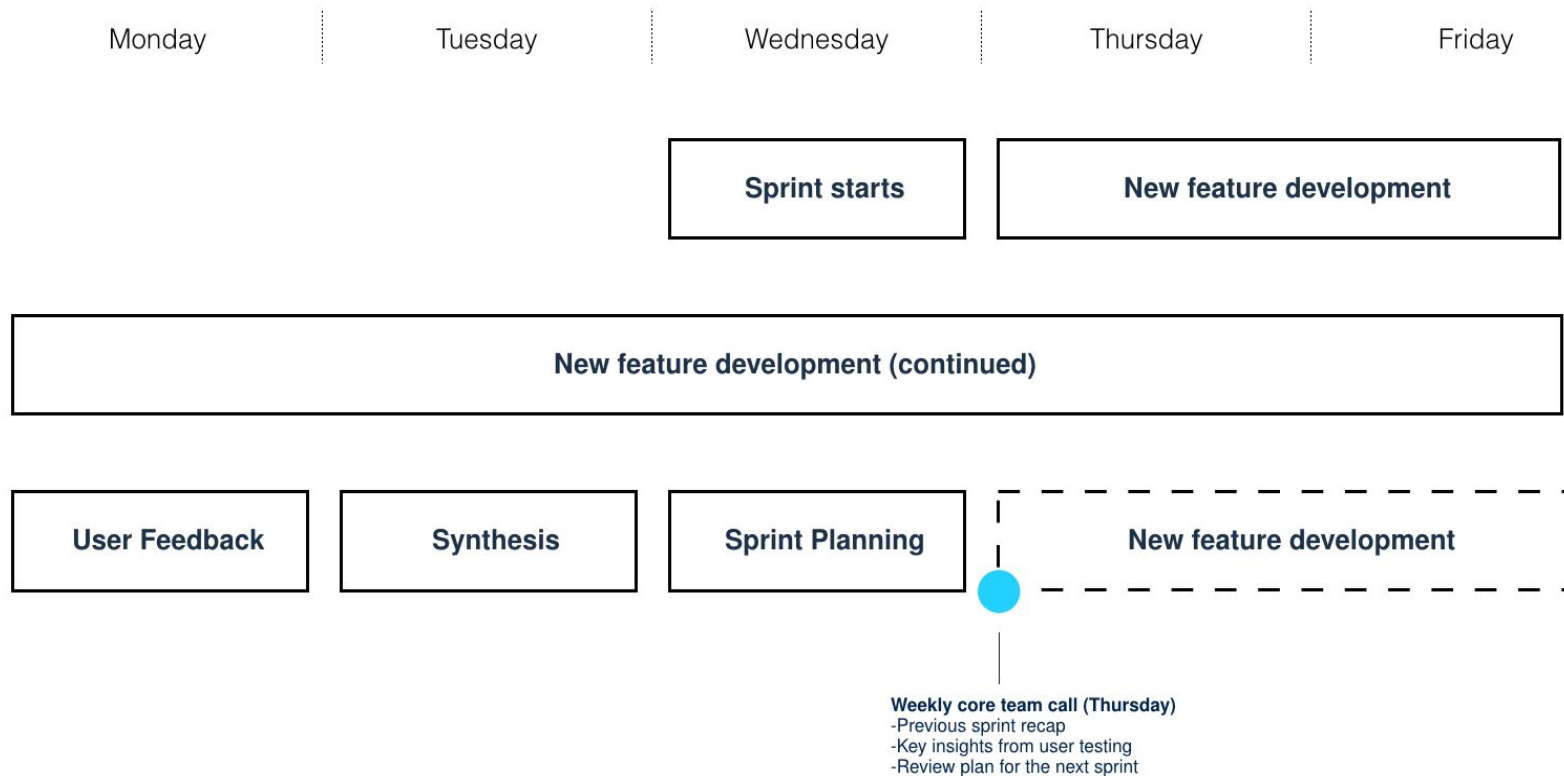 Monday
Tuesday
Wednesday
Thursday
Friday
Sprint starts
New feature development
New feature development (continued)
User Feedback
Synthesis
Sprint Planning
New feature development
Weekly core team call (Thursday)
-Previous sprint recap
-Key insights from user testing
-Review plan for the next sprint